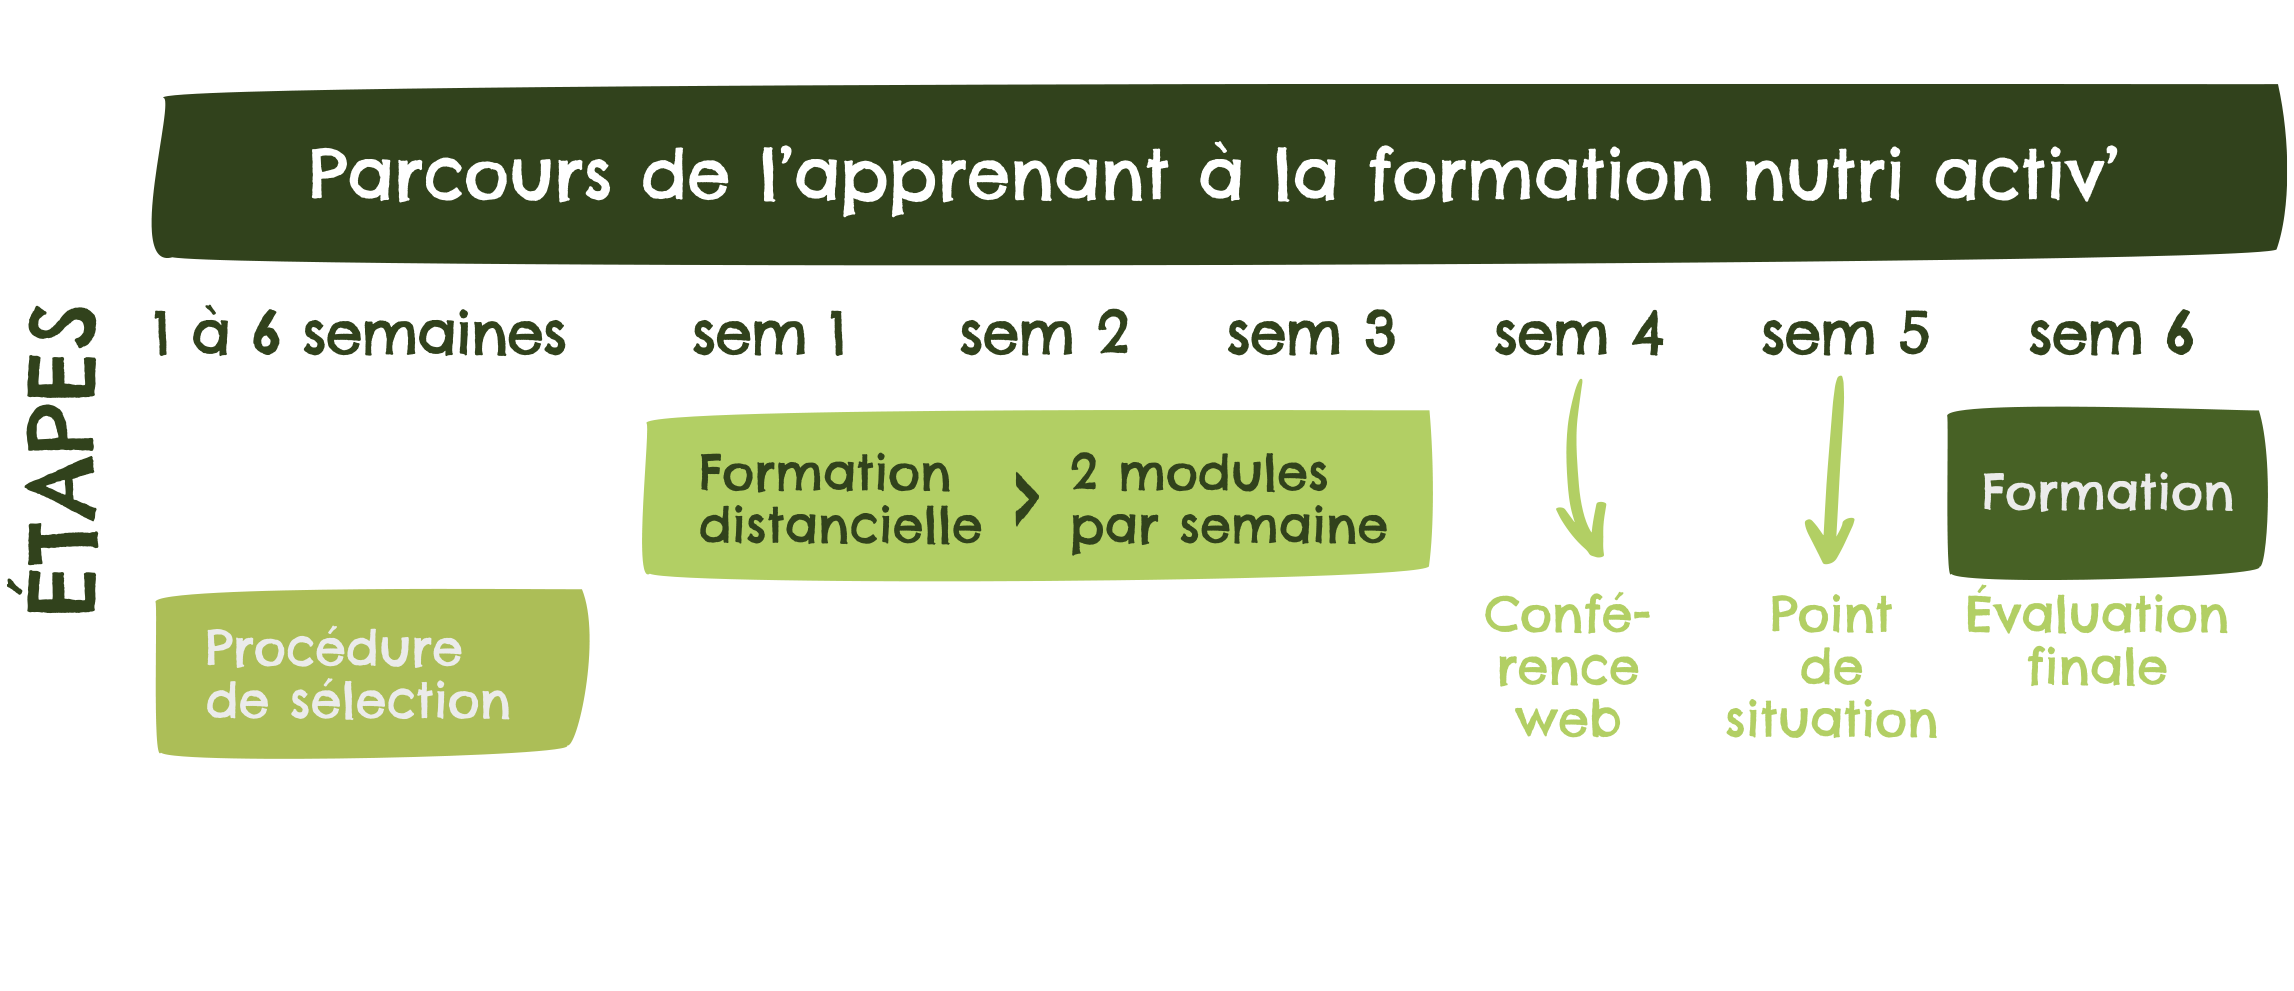 Parcours de l’apprenant à la formation nutri activ’
ÉTAPES
1 à 6 semaines
sem 1
sem 2
sem 3
sem 4
sem 5
sem 6
Procédure
de sélection
Formation
distancielle
>
2 modules
par semaine
Confé-
rence
web
Point
de
situation
Formation
Évaluation
finale